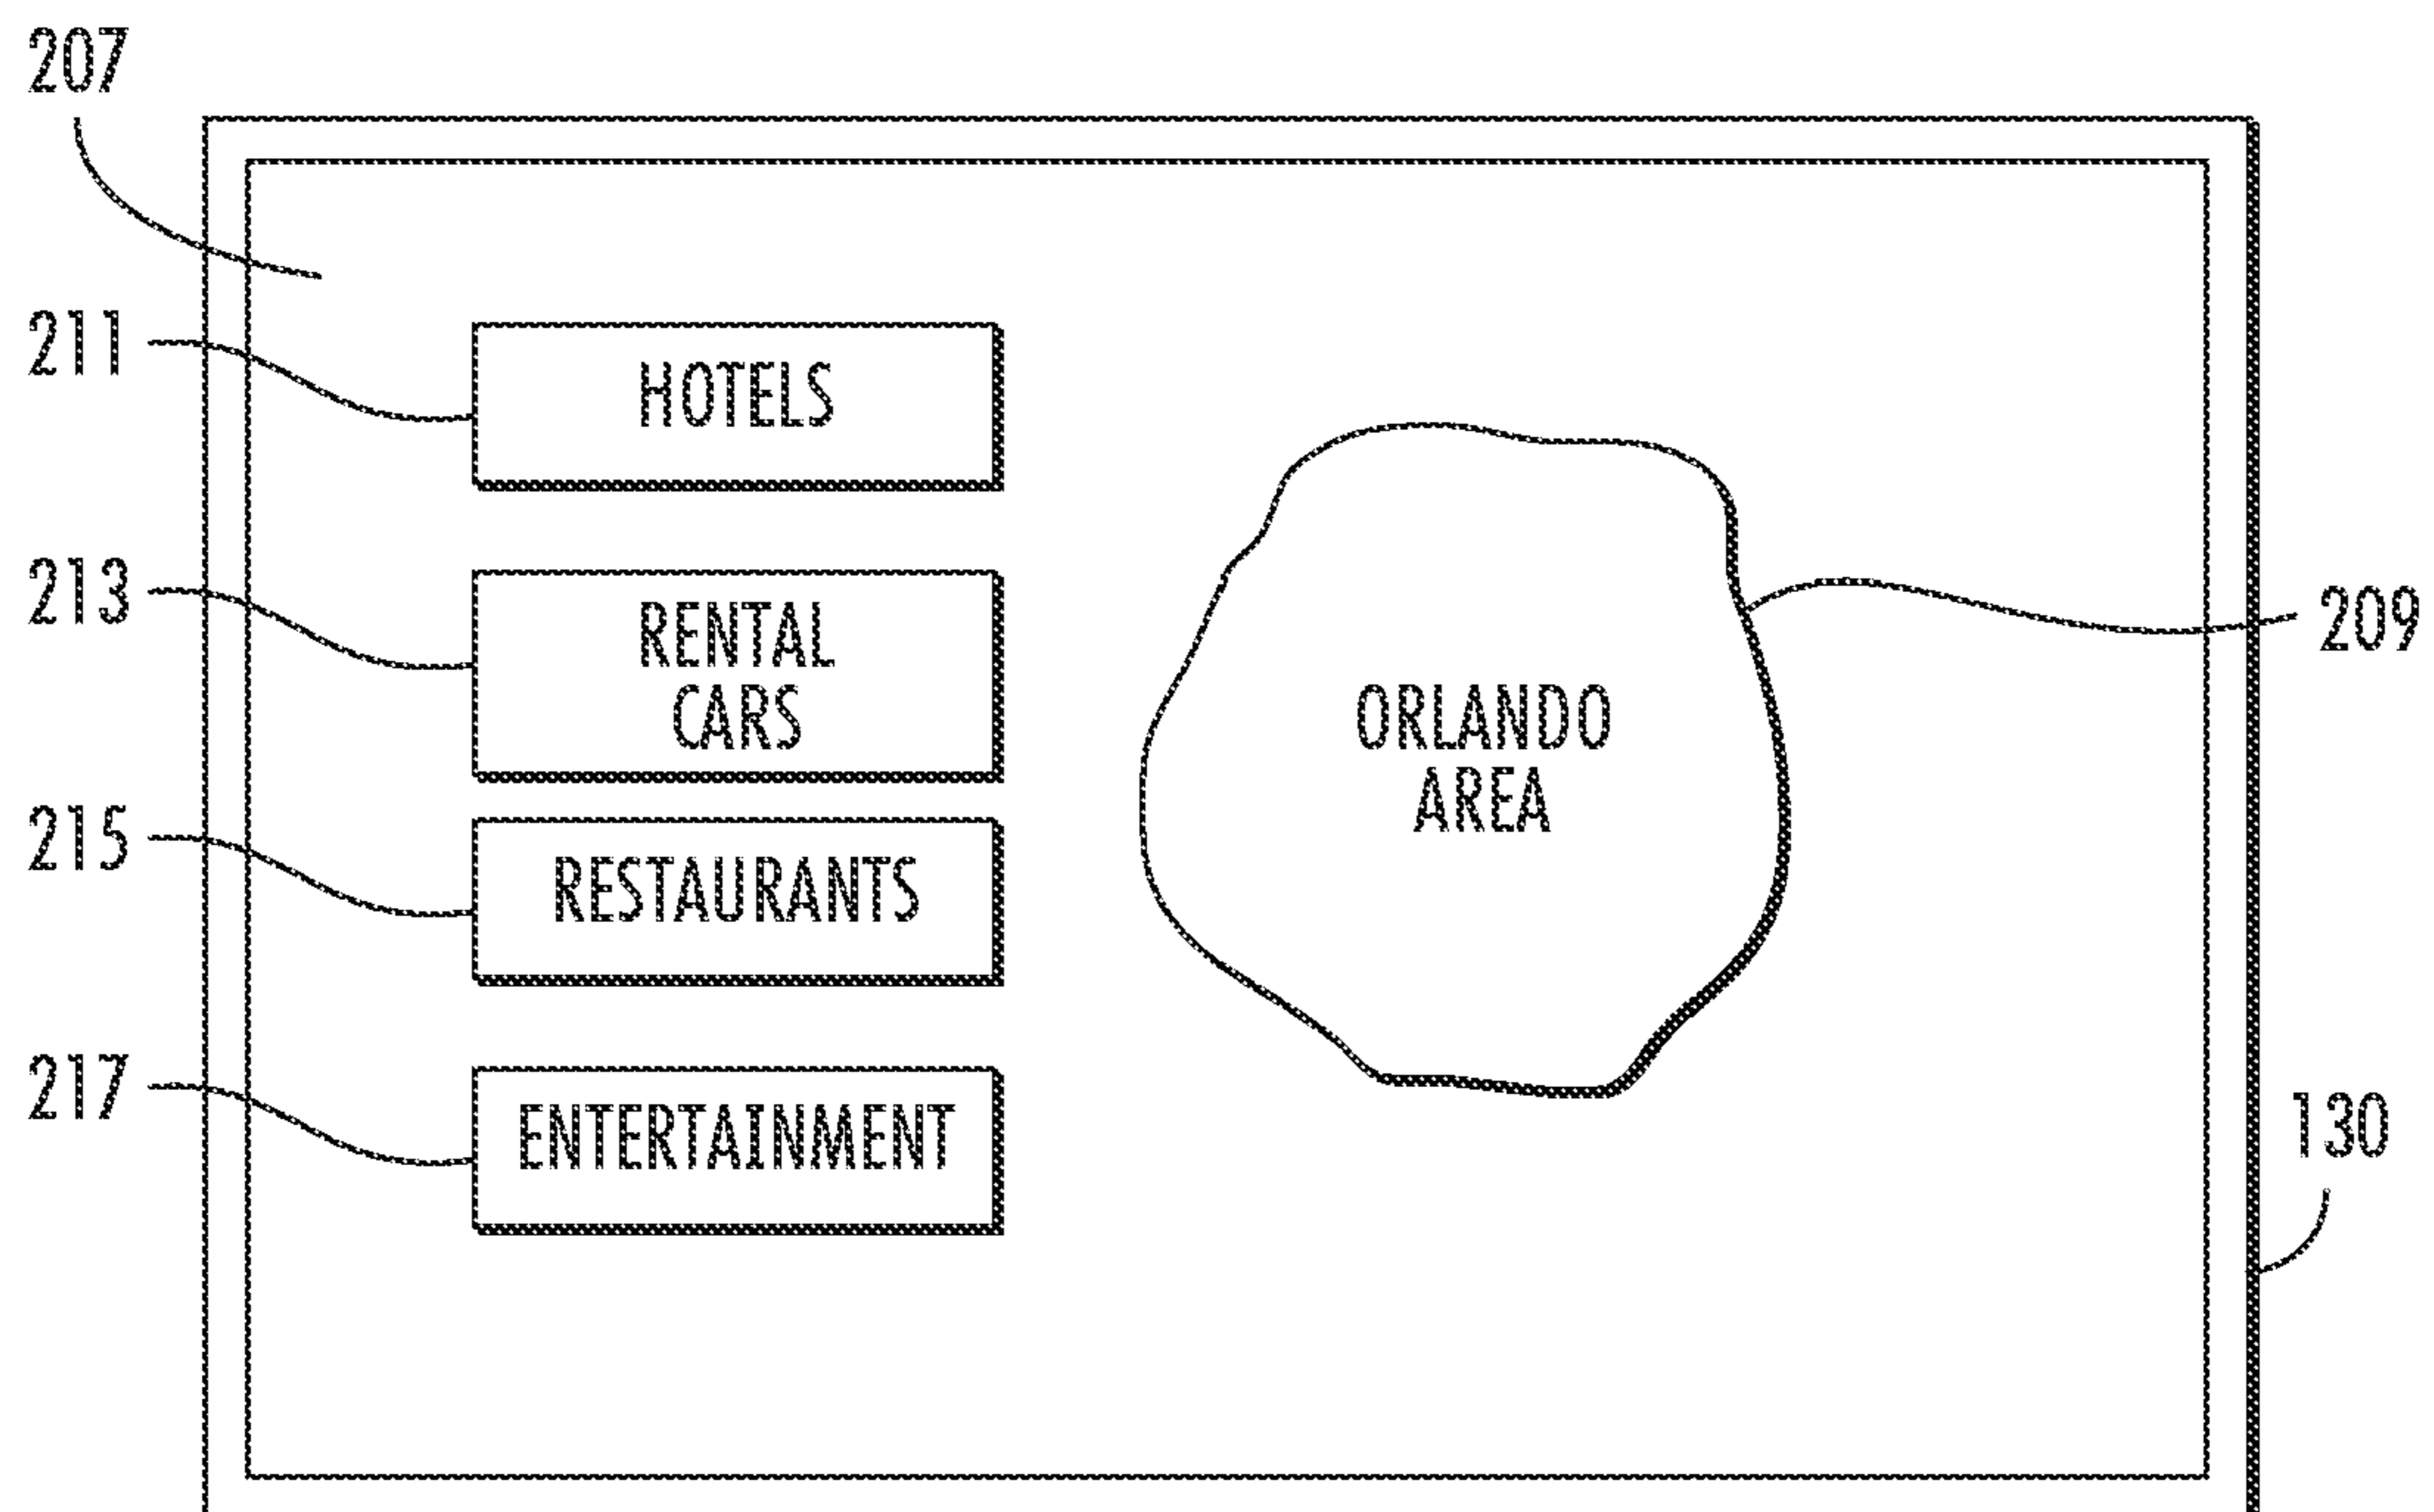 207
211
HOTELS
213
RENTAL
CARS
209
ORLANDO
AREA
215
RESTAURANTS
217
ENTERTAINMENT
130